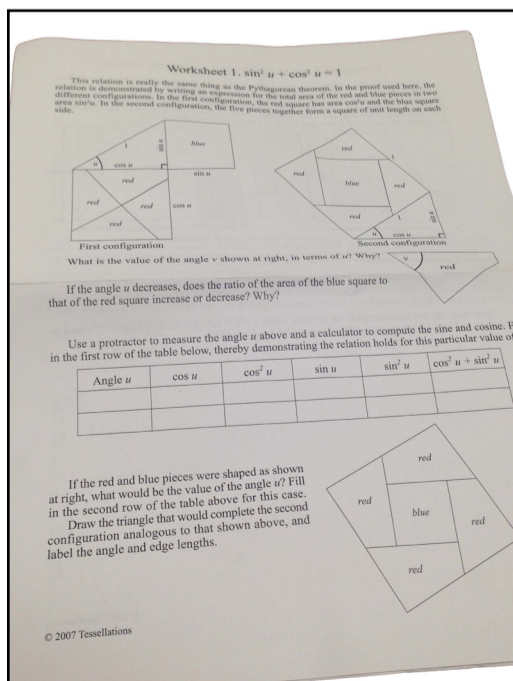 Worksheet 1. sin² u + cos² u = 1
This relation is really the same thing as the Pythagorean theorem. In the proof used here, the
relation is demonstrated by writing an expression for the total area of the red and blue pieces in two
different configurations. In the first configuration, the red square has area cos²u and the blue square
area sin²u. In the second configuration, the five pieces together form a square of unit length on each
side.
1
sin u
blue
u
cos u
sin u
red
red
red
cos u
red
First configuration
red
1
red
blue
red
red
1
sin u
u
cos u
Second configuration
What is the value of the angle v shown at right, in terms of u? Why?
v
red
If the angle u decreases, does the ratio of the area of the blue square to
that of the red square increase or decrease? Why?
Use a protractor to measure the angle u above and a calculator to compute the sine and cosine. F
in the first row of the table below, thereby demonstrating the relation holds for this particular value of
Angle u cos u cos² u sin u sin² u cos² u + sin² u
If the red and blue pieces were shaped as shown
at right, what would be the value of the angle u? Fill
in the second row of the table above for this case.
Draw the triangle that would complete the second
configuration analogous to that shown above, and
label the angle and edge lengths.
red
red
blue
red
red
© 2007 Tessellations